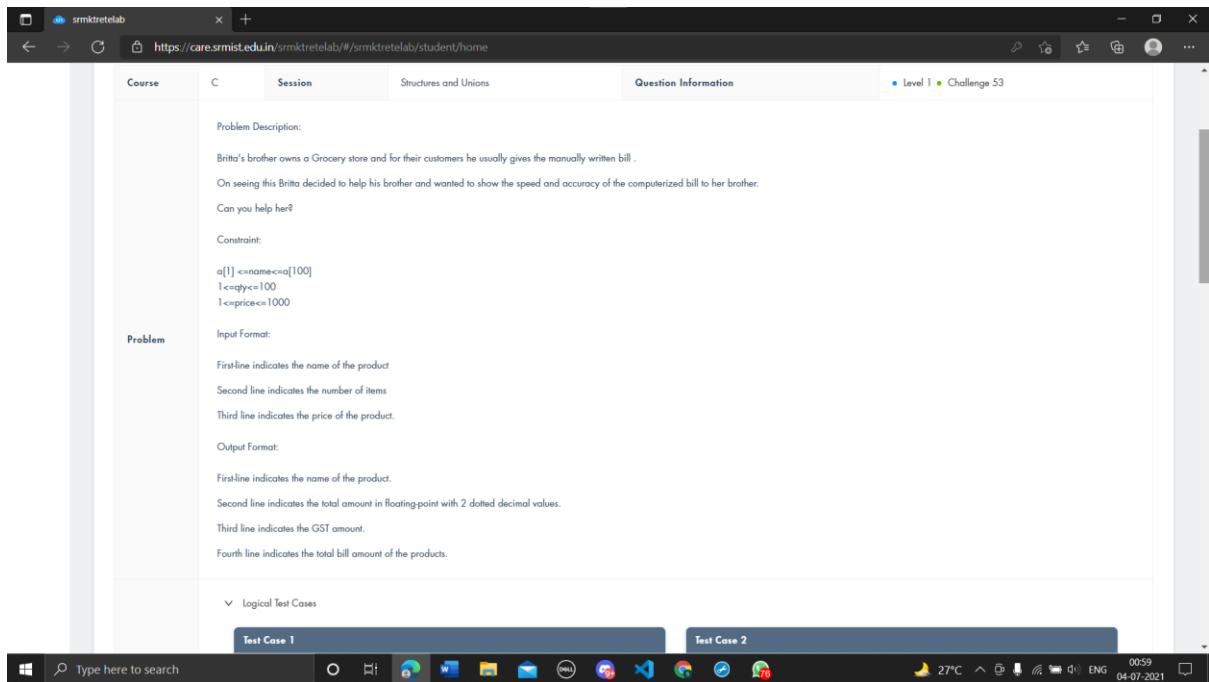 srmktretelab
https://care.srmist.edu.in/srmktretelab/#/srmktretelab/student/home
Course C Session Structures and Unions Question Information Level 1 Challenge 53
Problem
Problem Description:
Britta's brother owns a Grocery store and for their customers he usually gives the manually written bill .
On seeing this Britta decided to help his brother and wanted to show the speed and accuracy of the computerized bill to her brother.
Can you help her?
Constraint:
a[1] <=name<=a[100]
1<=qty<=100
1<=price<=1000
Input Format:
First-line indicates the name of the product
Second line indicates the number of items
Third line indicates the price of the product.
Output Format:
First-line indicates the name of the product.
Second line indicates the total amount in floating-point with 2 dotted decimal values.
Third line indicates the GST amount.
Fourth line indicates the total bill amount of the products.
Logical Test Cases
Test Case 1 Test Case 2
Type here to search
DELL
76
27°C ENG 00:59
04-07-2021